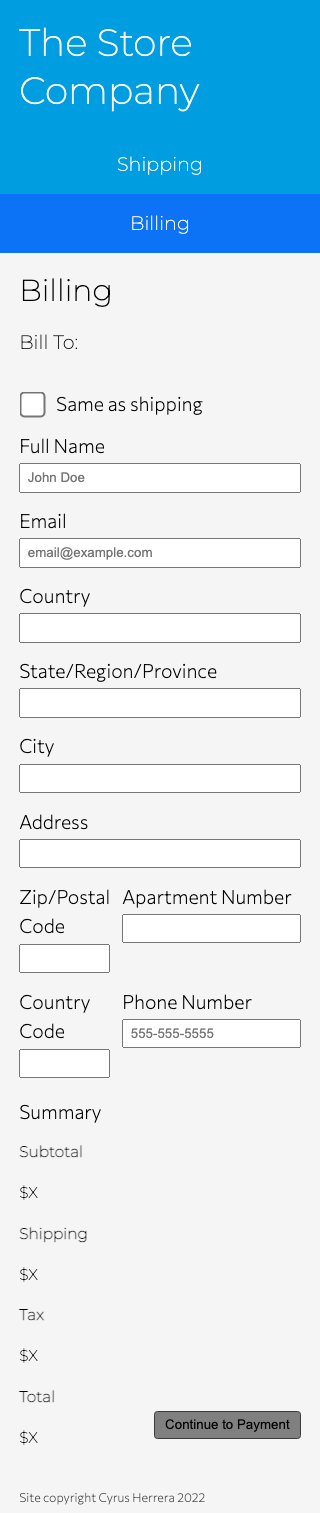 The Store
Company
Shipping
Billing
Billing
Bill To:
Same as shipping
Full Name
John Doe
Email
email@example.com
Country
State/Region/Province
City
Address
Zip/Postal
Code
Apartment Number
Country
Code
Phone Number
555-555-5555
Summary
Subtotal
$X
Shipping
$X
Tax
$X
Total
$X
Continue to Payment
Site copyright Cyrus Herrera 2022